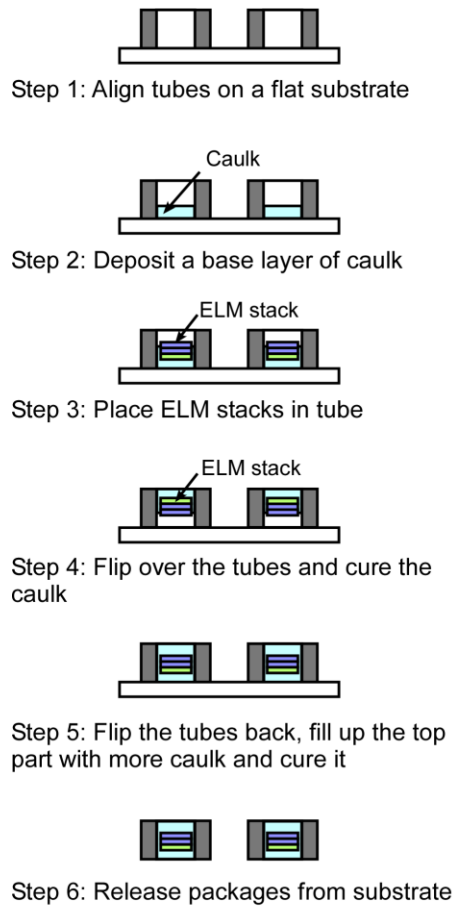 Step 1: Align tubes on a flat substrate
Caulk
Step 2: Deposit a base layer of caulk
ELM stack
Step 3: Place ELM stacks in tube
ELM stack
Step 4: Flip over the tubes and cure the
caulk
Step 5: Flip the tubes back, fill up the top
part with more caulk and cure it
Step 6: Release packages from substrate